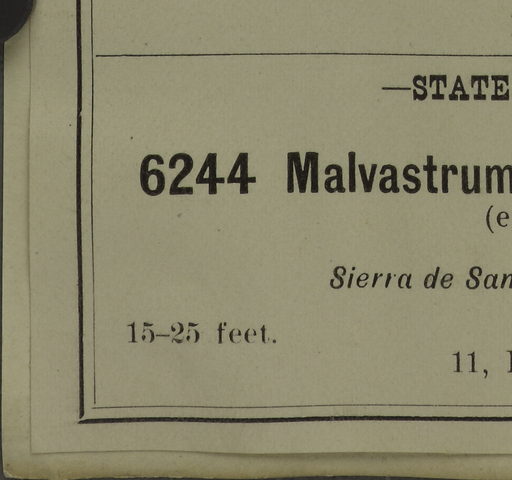 —STATE
6244 Malvastrum
(e
Sierra de San
15–25 feet.
11,